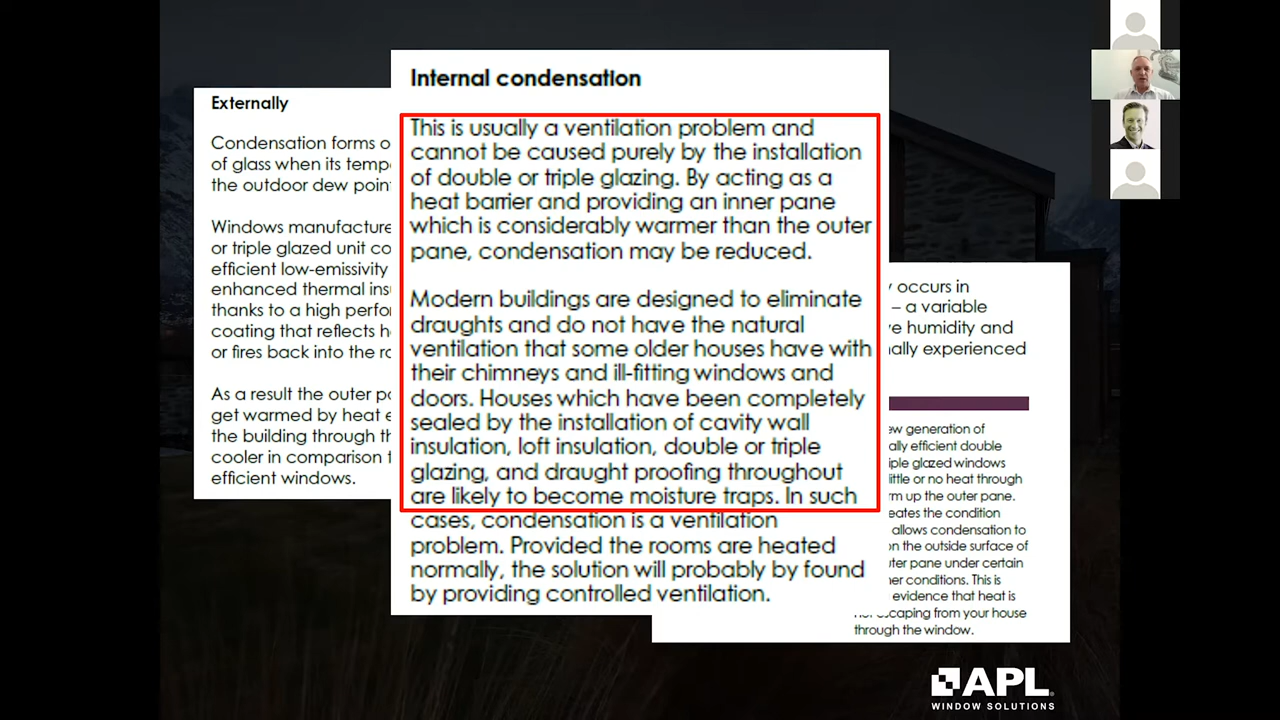 Externally
Condensation forms o
of glass when its temp
the outdoor dew poin
Windows manufacture
or triple glazed unit co
efficient low-emissivity
enhanced thermal insu
thanks to a high perfor
coating that reflects he
or fires back into the ro
As a result the outer pa
get warmed by heat e
the building through th
cooler in comparison t
efficient windows.
Internal condensation
This is usually a ventilation problem and
cannot be caused purely by the installation
of double or triple glazing. By acting as a
heat barrier and providing an inner pane
which is considerably warmer than the outer
pane, condensation may be reduced.
Modern buildings are designed to eliminate
draughts and do not have the natural
ventilation that some older houses have with
their chimneys and ill-fitting windows and
doors. Houses which have been completely
sealed by the installation of cavity wall
insulation, loft insulation, double or triple
glazing, and draught proofing throughout
are likely to become moisture traps. In such
cases, condensation is a ventilation
problem. Provided the rooms are heated
normally, the solution will probably by found
by providing controlled ventilation.
y occurs in
– a variable
ve humidity and
nally experienced
ew generation of
ally efficient double
iple glazed windows
little or no heat through
rm up the outer pane.
eates the condition
allows condensation to
on the outside surface of
uter pane under certain
her conditions. This is
evidence that heat is
not escaping from your house
through the window.
APL
WINDOW SOLUTIONS